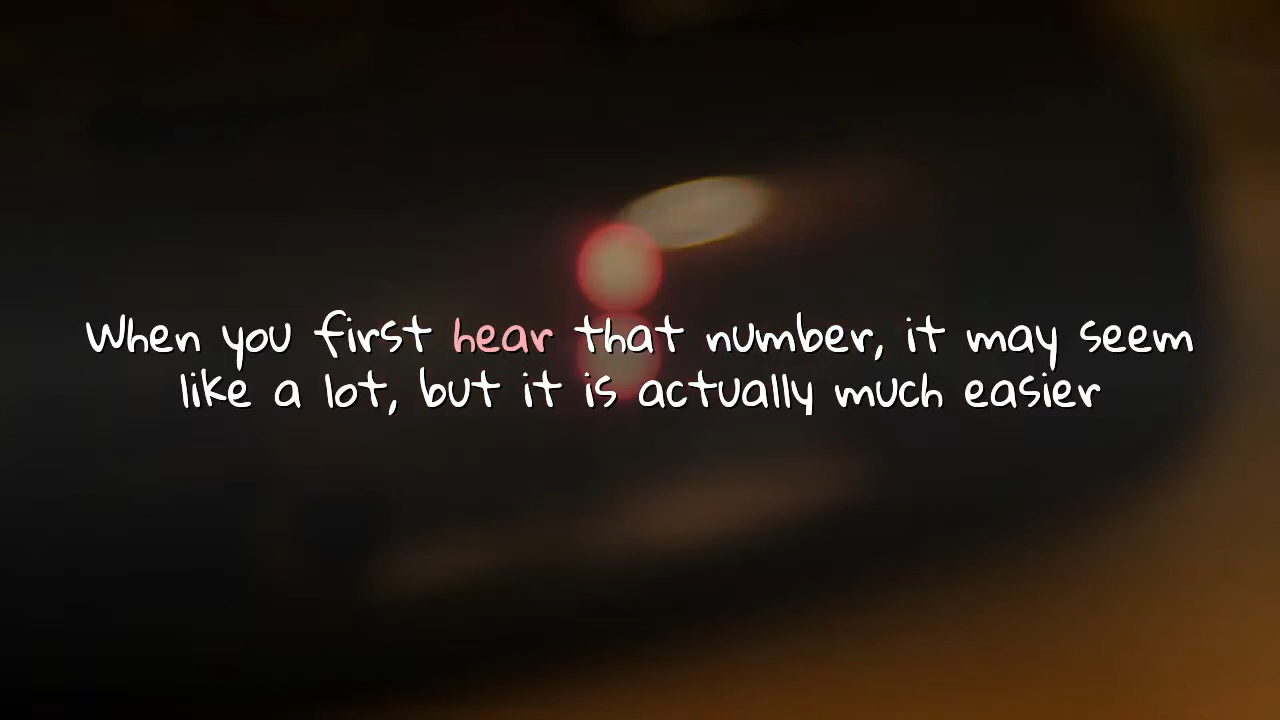 When you first hear that number, it may seem
like a lot, but it is actually much easier